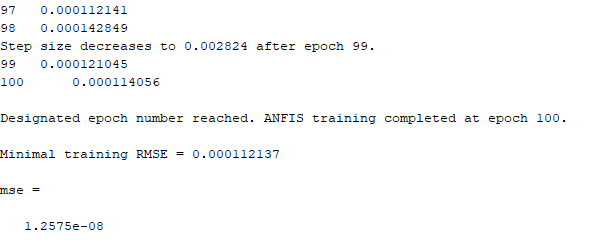 97   0.000112141
98   0.000142849
Step size decreases to 0.002824 after epoch 99.
99   0.000121045
100      0.000114056
Designated epoch number reached. ANFIS training completed at epoch 100.
Minimal training RMSE = 0.000112137
mse =
1.2575e-08